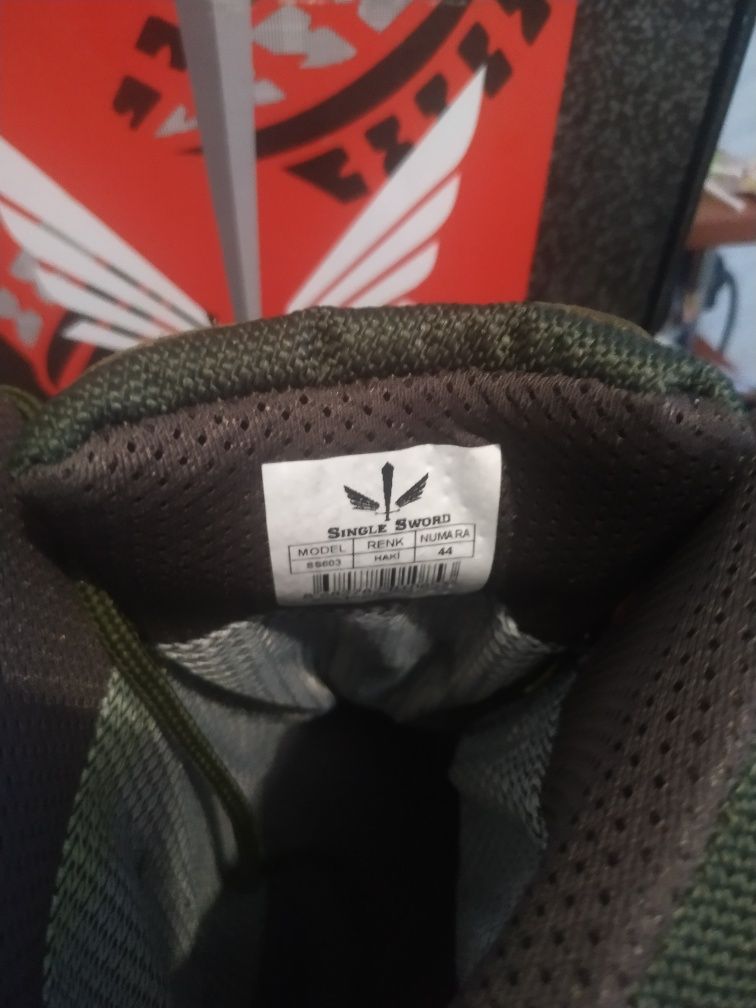 SINGLE SWORD
MODEL RENK NUMARA
SS603 HAKİ 44